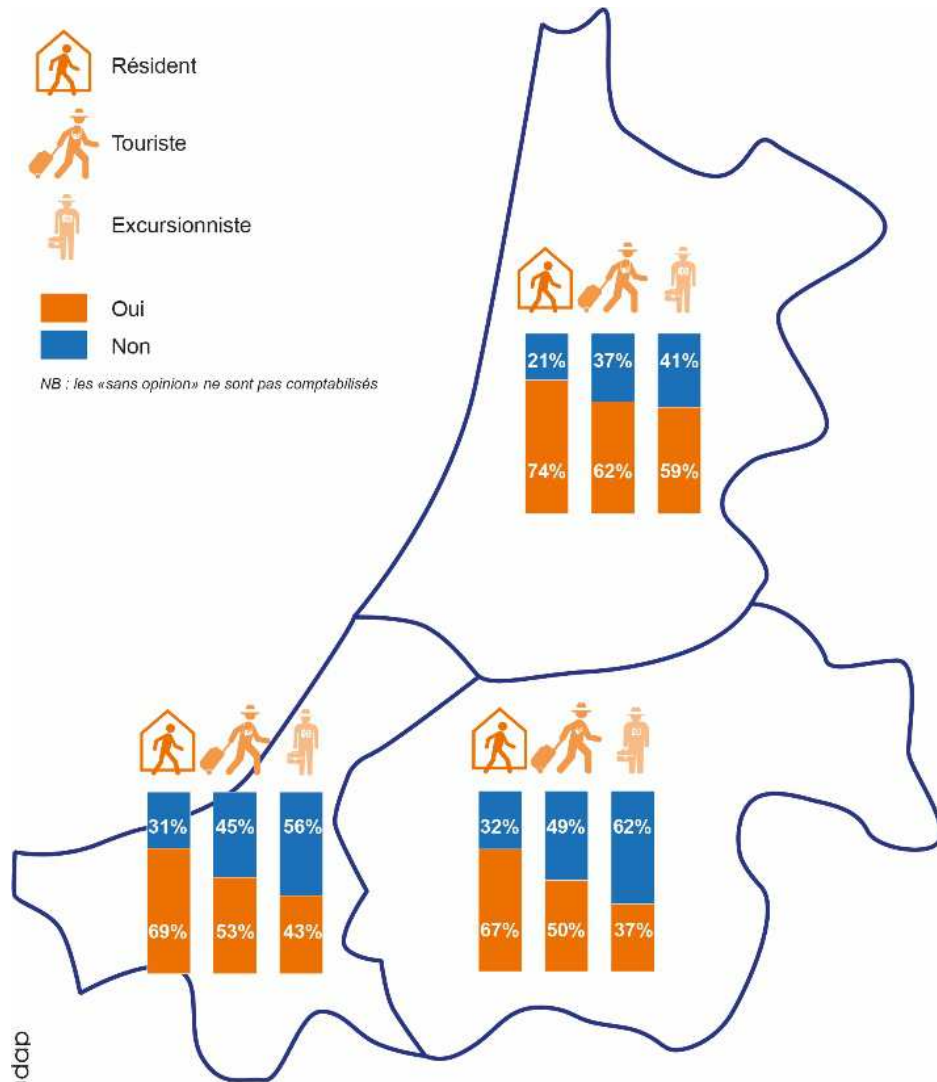 Résident
Touriste
Excursionniste
Oui
Non
NB : les «sans opinion» ne sont pas comptabilisés
21% 37% 41%
74% 62% 59%
31% 45% 56%
69% 53% 43%
32% 49% 62%
67% 50% 37%